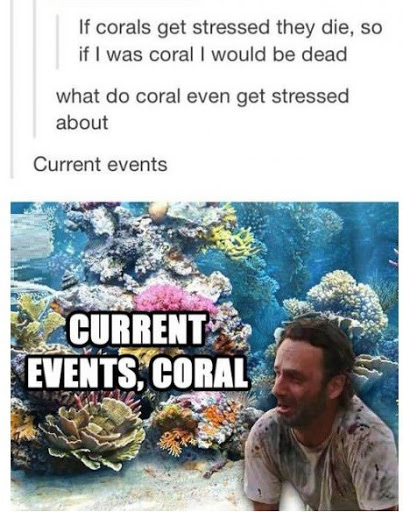 If corals get stressed they die, so
if I was coral I would be dead
what do coral even get stressed
about
Current events
CURRENT
EVENTS, CORAL